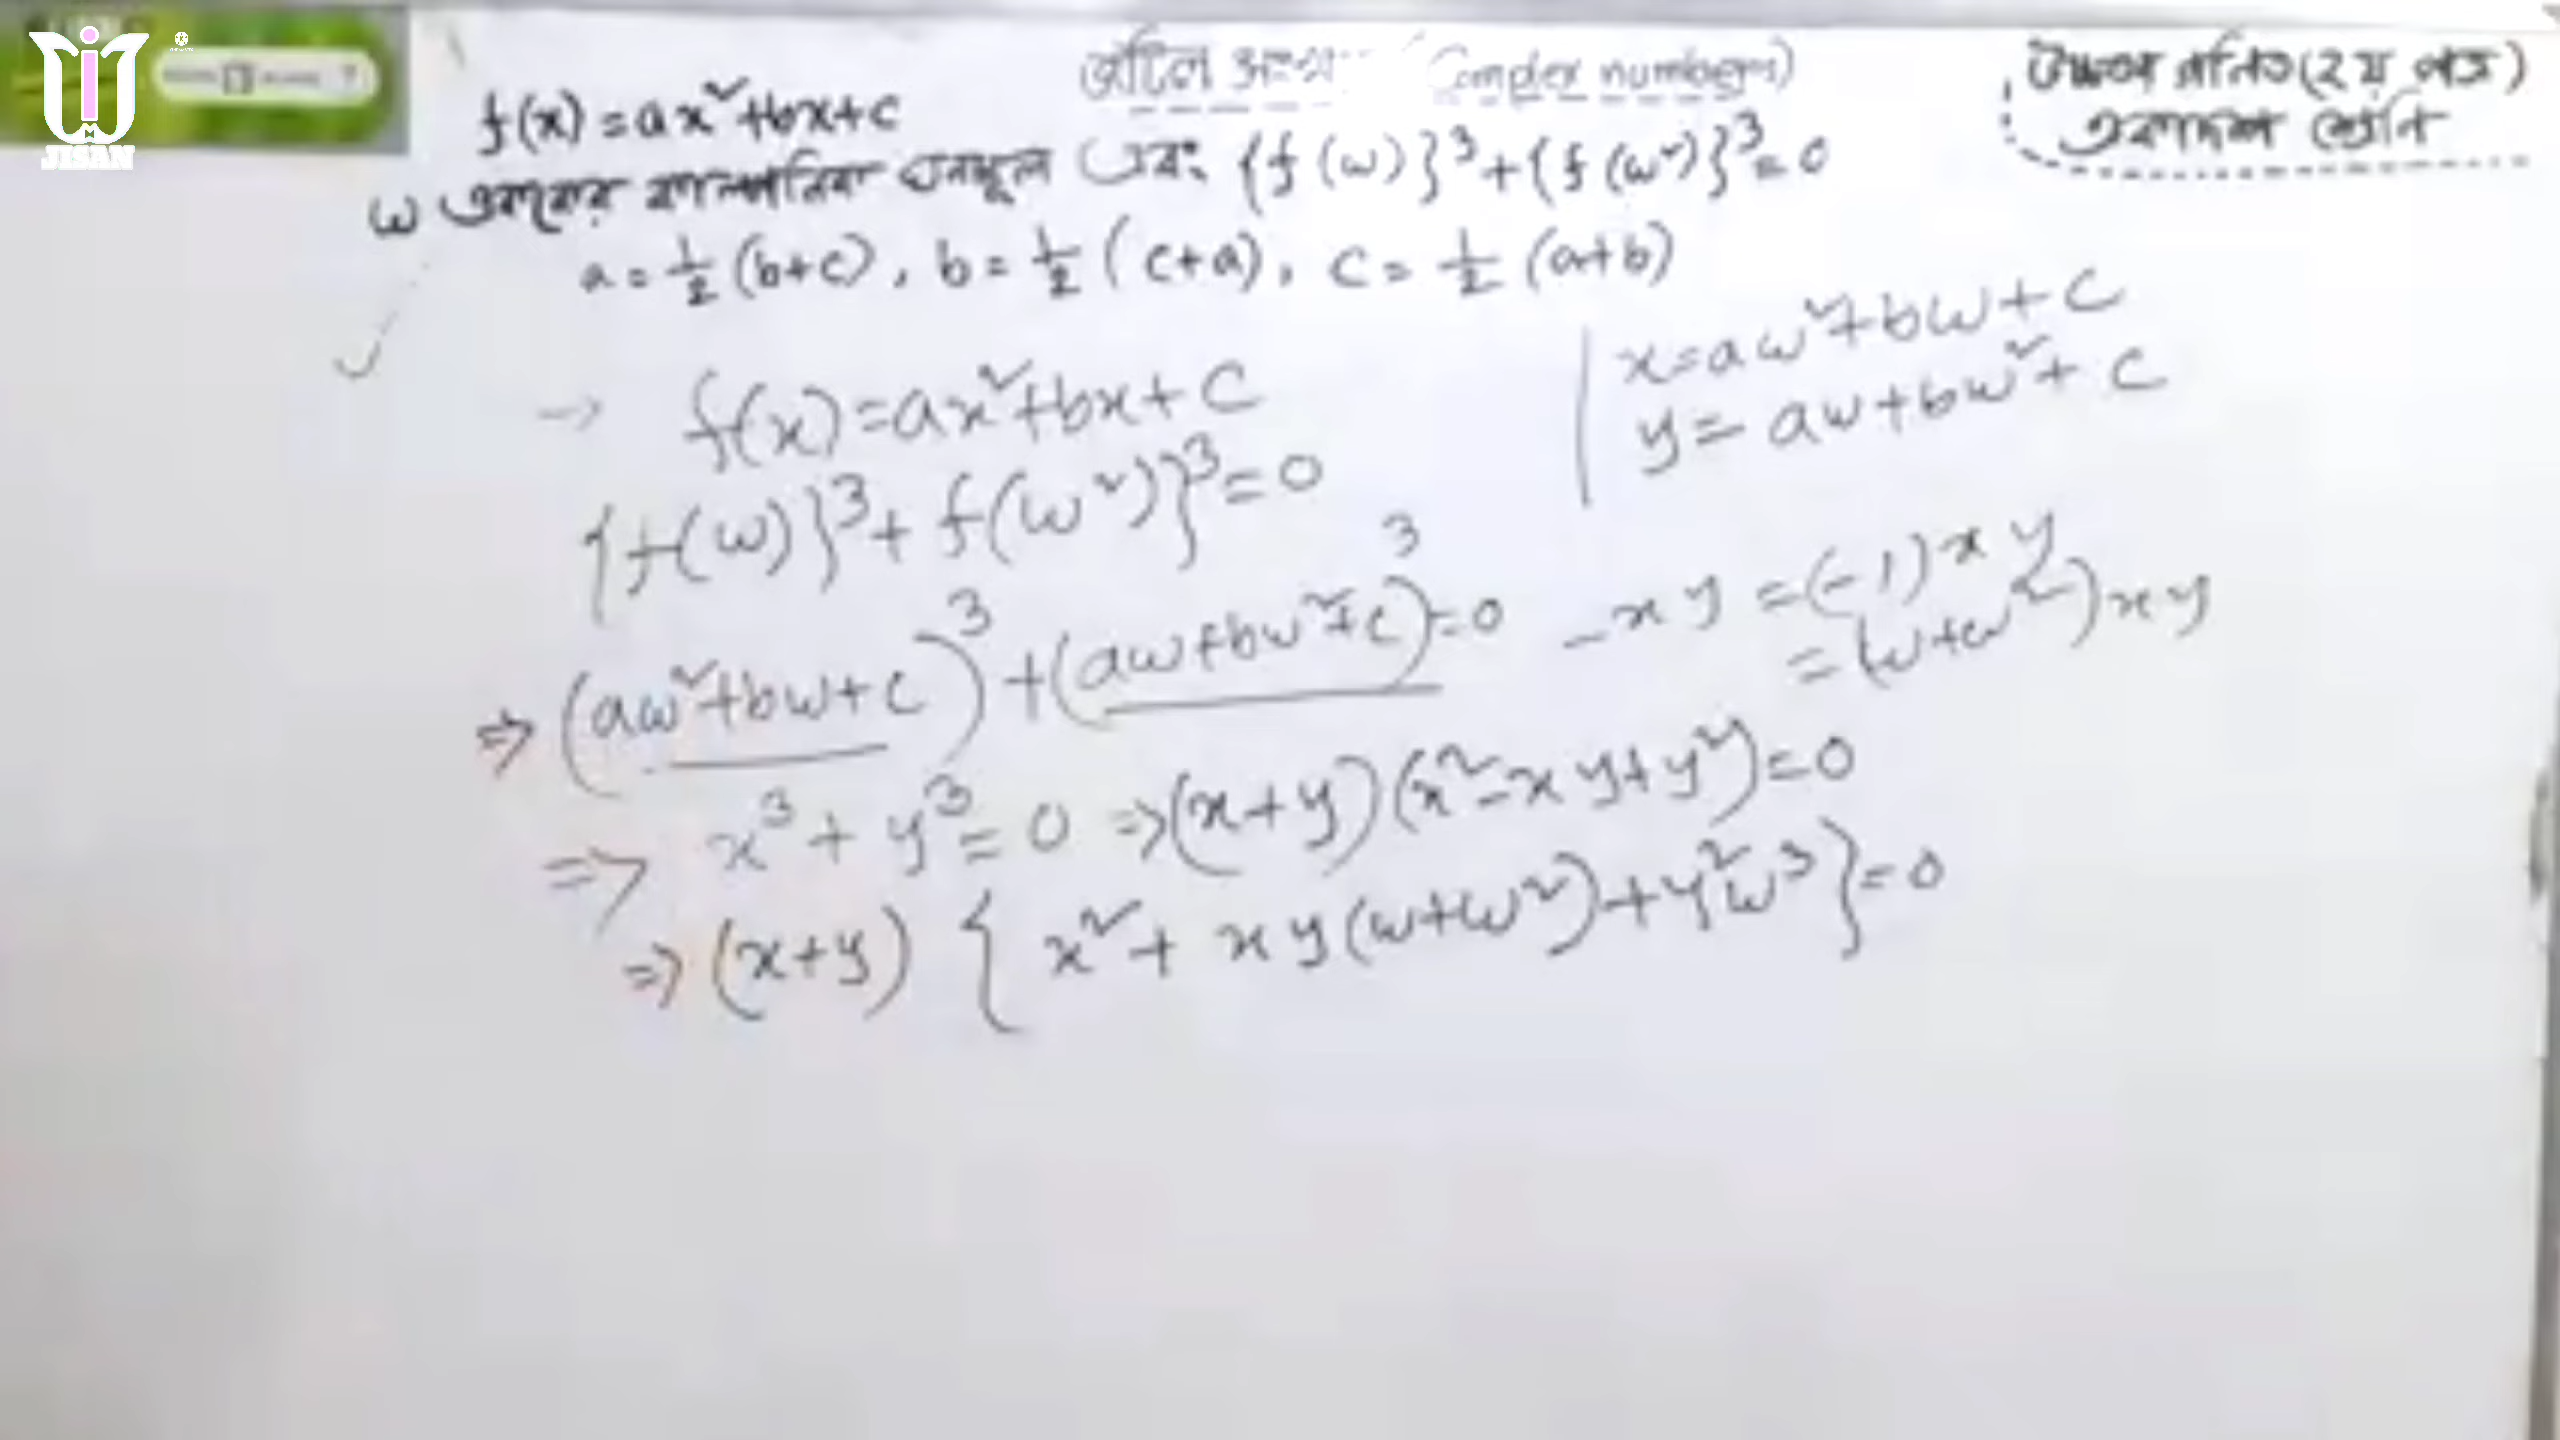 JISAN
জটিল সংখ্যা (Complex numbers)
উচ্চতর গনিত (২য় পত্র)
একাদশ শ্রেনি
f(x) = ax²+bx+c
ω এককের কাল্পনিক ঘনমূল এবং {f(ω)}³+{f(ω²)}³=0
a = 1/2 (b+c), b = 1/2 (c+a), c = 1/2 (a+b)
→ f(x) = ax²+bx+c
x = aω²+bω+c
y = aω+bω²+c
{f(ω)}³+ f(ω²)}³=0
⇒ (aω²+bω+c)³+(aω+bω²+c)³=0
-xy = (-1)xy
= (ω+ω²)xy
⇒ x³+y³=0 ⇒ (x+y)(x²-xy+y²)=0
⇒ (x+y) {x²+xy(ω+ω²)+y²ω³}=0